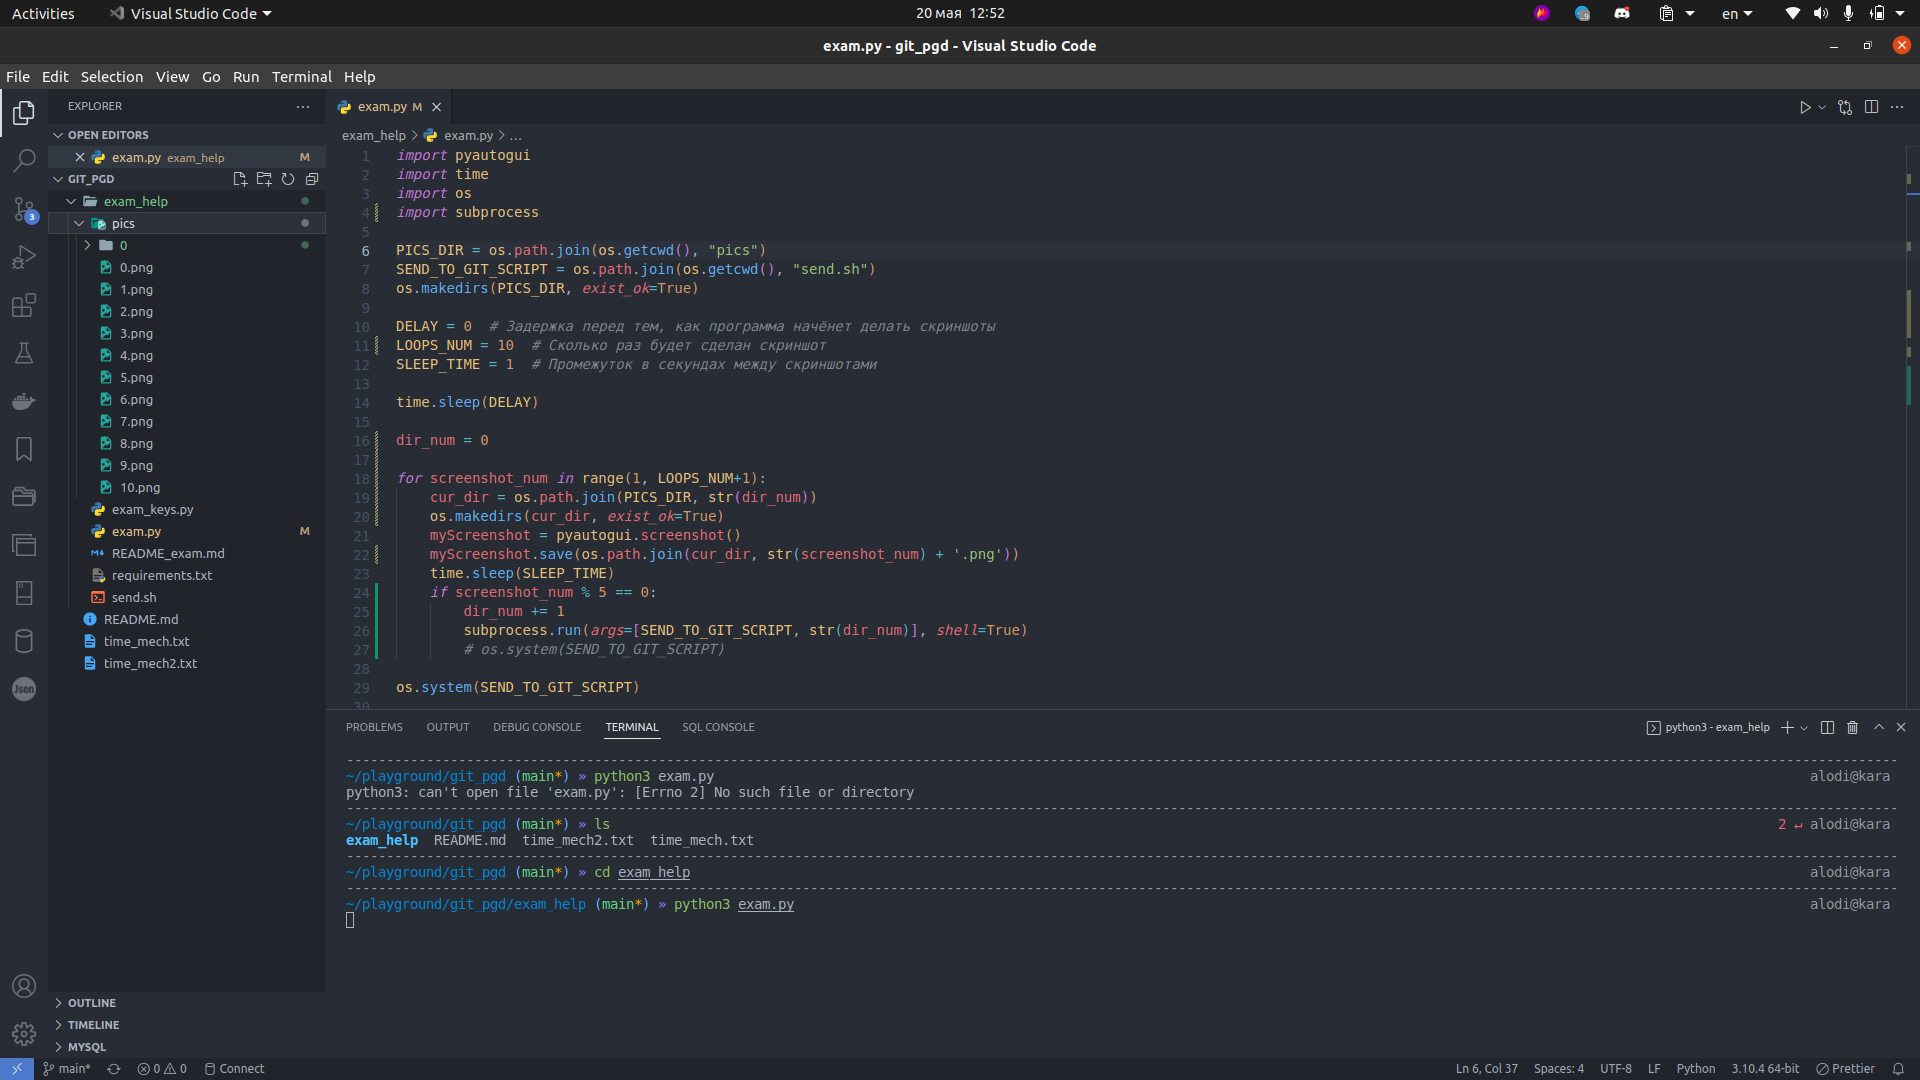 Activities
Visual Studio Code
20 мая 12:52
en
exam.py - git_pgd - Visual Studio Code
File Edit Selection View Go Run Terminal Help
EXPLORER
OPEN EDITORS
exam.py exam_help M
GIT_PGD
exam_help
pics
0
0.png
1.png
2.png
3.png
4.png
5.png
6.png
7.png
8.png
9.png
10.png
exam_keys.py
exam.py M
README_exam.md
requirements.txt
send.sh
README.md
time_mech.txt
time_mech2.txt
OUTLINE
TIMELINE
MYSQL
3
Json
exam.py M
exam_help > exam.py > ...
1 import pyautogui
2 import time
3 import os
4 import subprocess
5
6 PICS_DIR = os.path.join(os.getcwd(), "pics")
7 SEND_TO_GIT_SCRIPT = os.path.join(os.getcwd(), "send.sh")
8 os.makedirs(PICS_DIR, exist_ok=True)
9
10 DELAY = 0  # Задержка перед тем, как программа начёнет делать скриншоты
11 LOOPS_NUM = 10  # Сколько раз будет сделан скриншот
12 SLEEP_TIME = 1  # Промежуток в секундах между скриншотами
13
14 time.sleep(DELAY)
15
16 dir_num = 0
17
18 for screenshot_num in range(1, LOOPS_NUM+1):
19 cur_dir = os.path.join(PICS_DIR, str(dir_num))
20 os.makedirs(cur_dir, exist_ok=True)
21 myScreenshot = pyautogui.screenshot()
22 myScreenshot.save(os.path.join(cur_dir, str(screenshot_num) + '.png'))
23 time.sleep(SLEEP_TIME)
24 if screenshot_num % 5 == 0:
25 dir_num += 1
26 subprocess.run(args=[SEND_TO_GIT_SCRIPT, str(dir_num)], shell=True)
27 # os.system(SEND_TO_GIT_SCRIPT)
28
29 os.system(SEND_TO_GIT_SCRIPT)
30
PROBLEMS OUTPUT DEBUG CONSOLE TERMINAL SQL CONSOLE
python3 - exam_help
~/playground/git_pgd (main*) » python3 exam.py alodi@kara
python3: can't open file 'exam.py': [Errno 2] No such file or directory
~/playground/git_pgd (main*) » ls 2 ↵ alodi@kara
exam_help README.md time_mech2.txt time_mech.txt
~/playground/git_pgd (main*) » cd exam_help alodi@kara
~/playground/git_pgd/exam_help (main*) » python3 exam.py alodi@kara
main* 0 0 Connect
Ln 6, Col 37 Spaces: 4 UTF-8 LF Python 3.10.4 64-bit Prettier